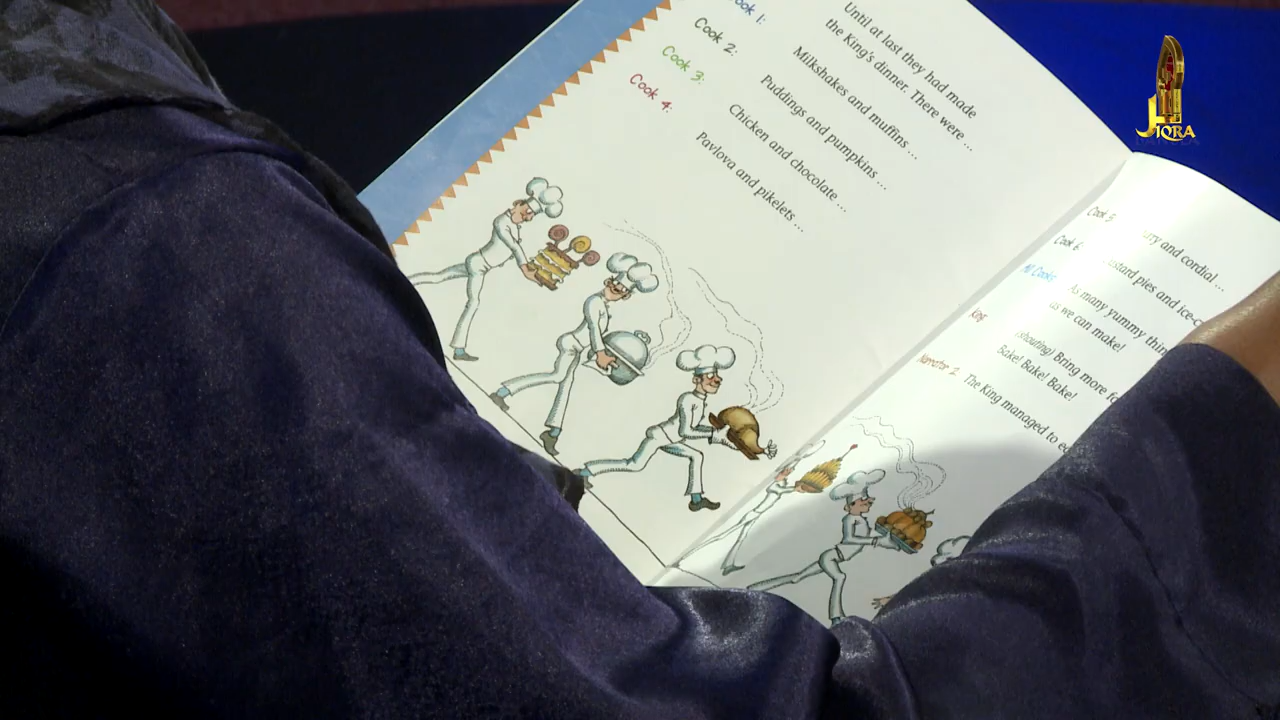 Until at last they had made
the King's dinner. There were ...
Cook 1: Milkshakes and muffins ...
Cook 2: Puddings and pumpkins ...
Cook 3: Chicken and chocolate ...
Cook 4: Pavlova and pikelets ...
Cook 5: and cordial ...
Cook 6: pies and
All Cooks: As many yummy
as we can make!
King (shouting) Bring more
Bake! Bake! Bake!
Narrator 2: The King managed to
IQRA